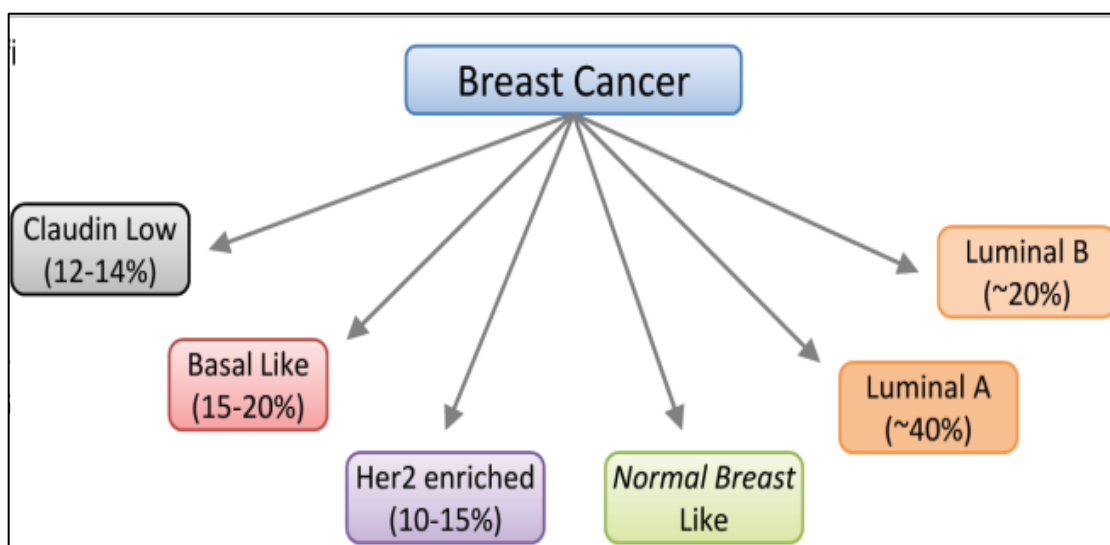 Breast Cancer
Claudin Low
(12-14%)
Luminal B
(~20%)
Basal Like
(15-20%)
Luminal A
(~40%)
Her2 enriched
(10-15%)
Normal Breast
Like